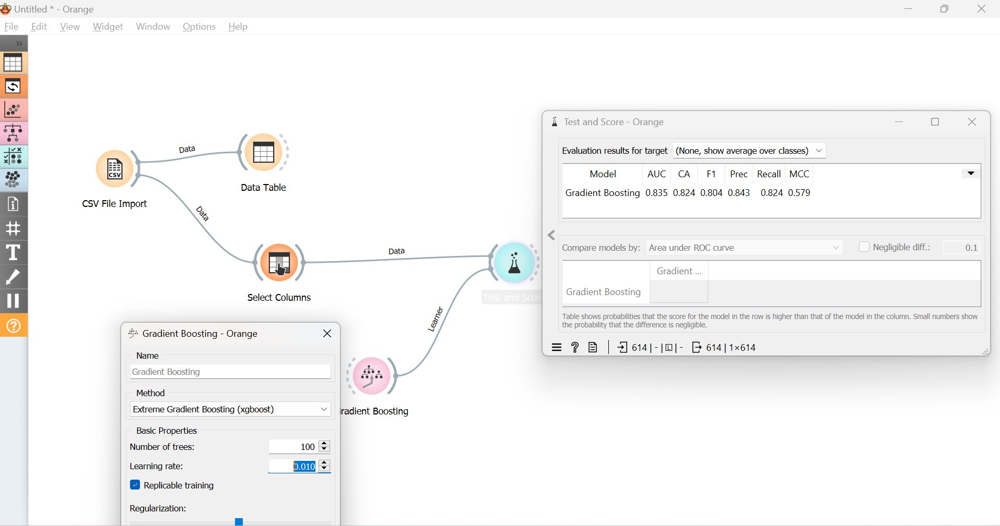 Untitled * - Orange
File Edit View Widget Window Options Help
Data
Data Table
CSV
CSV File Import
Data
Select Columns
Data
Test and Score
Learner
Gradient Boosting - Orange
Name
Gradient Boosting
Method
Extreme Gradient Boosting (xgboost)
Basic Properties
Number of trees: 100
Learning rate: 0.010
Replicable training
Regularization:
radient Boosting
Test and Score - Orange
Evaluation results for target (None, show average over classes)
Model AUC CA F1 Prec Recall MCC
Gradient Boosting 0.835 0.824 0.804 0.843 0.824 0.579
Compare models by: Area under ROC curve Negligible diff.: 0.1
Gradient ...
Gradient Boosting
Table shows probabilities that the score for the model in the row is higher than that of the model in the column. Small numbers show
the probability that the difference is negligible.
614 | - | L | - 614 | 1×614